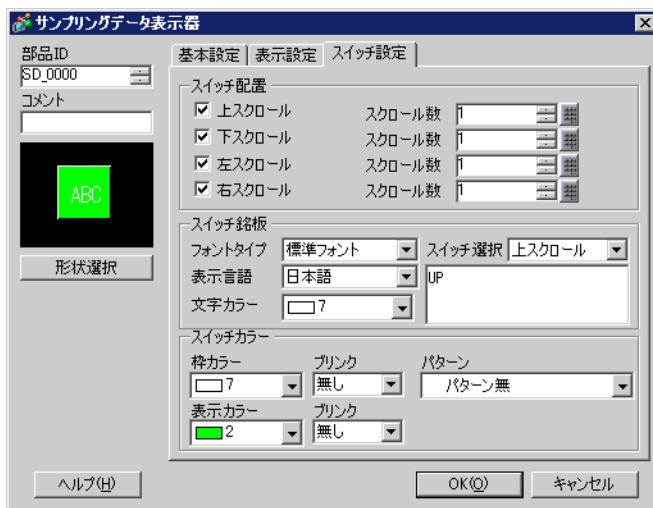 サンプリングデータ表示器
部品ID
SD_0000
コメント
ABC
形状選択
基本設定 表示設定 スイッチ設定
スイッチ配置
上スクロール スクロール数 1
下スクロール スクロール数 1
左スクロール スクロール数 1
右スクロール スクロール数 1
スイッチ銘板
フォントタイプ 標準フォント スイッチ選択 上スクロール
表示言語 日本語 UP
文字カラー 7
スイッチカラー
枠カラー ブリンク パターン
7 無し パターン無
表示カラー ブリンク
2 無し
ヘルプ(H) OK(O) キャンセル